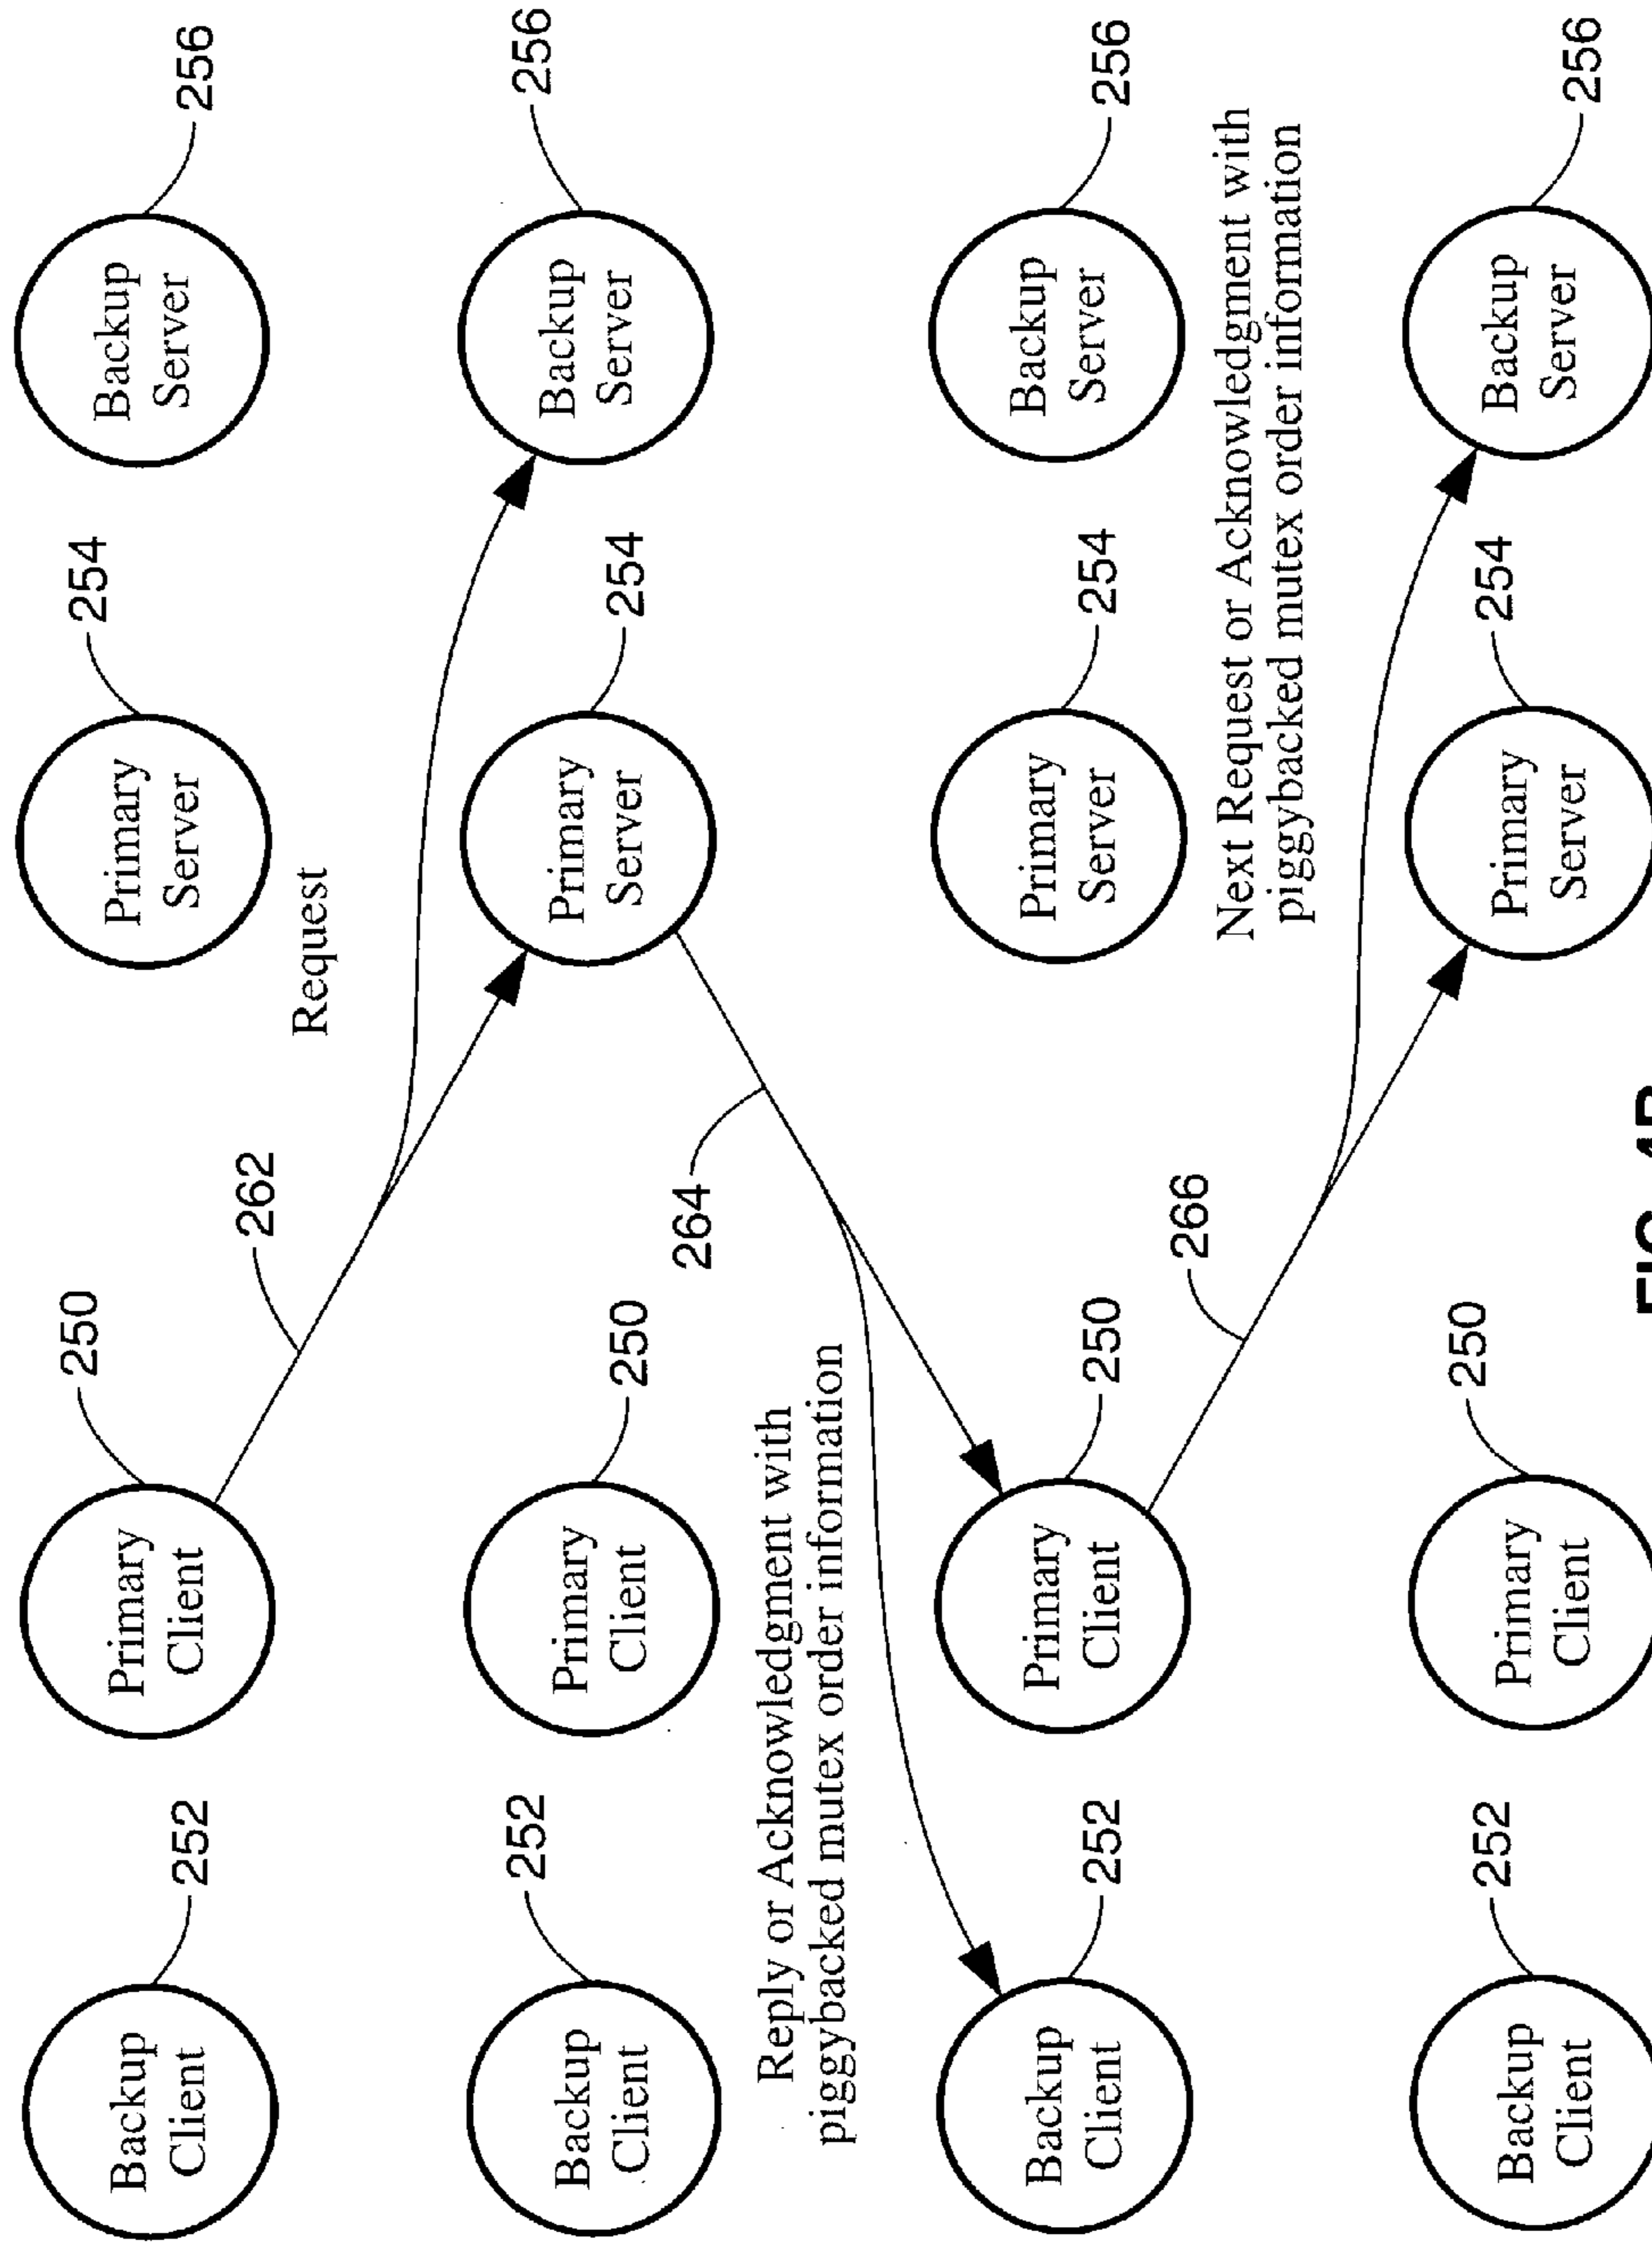 252
250
254
256
Backup
Client
Primary
Client
Primary
Server
Backup
Server
262
Request
252
250
254
256
Backup
Client
Primary
Client
Primary
Server
Backup
Server
264
Reply or Acknowledgment with
piggybacked mutex order information
252
250
254
256
Backup
Client
Primary
Client
Primary
Server
Backup
Server
266
Next Request or Acknowledgment with
piggybacked mutex order information
252
250
254
256
Backup
Client
Primary
Client
Primary
Server
Backup
Server